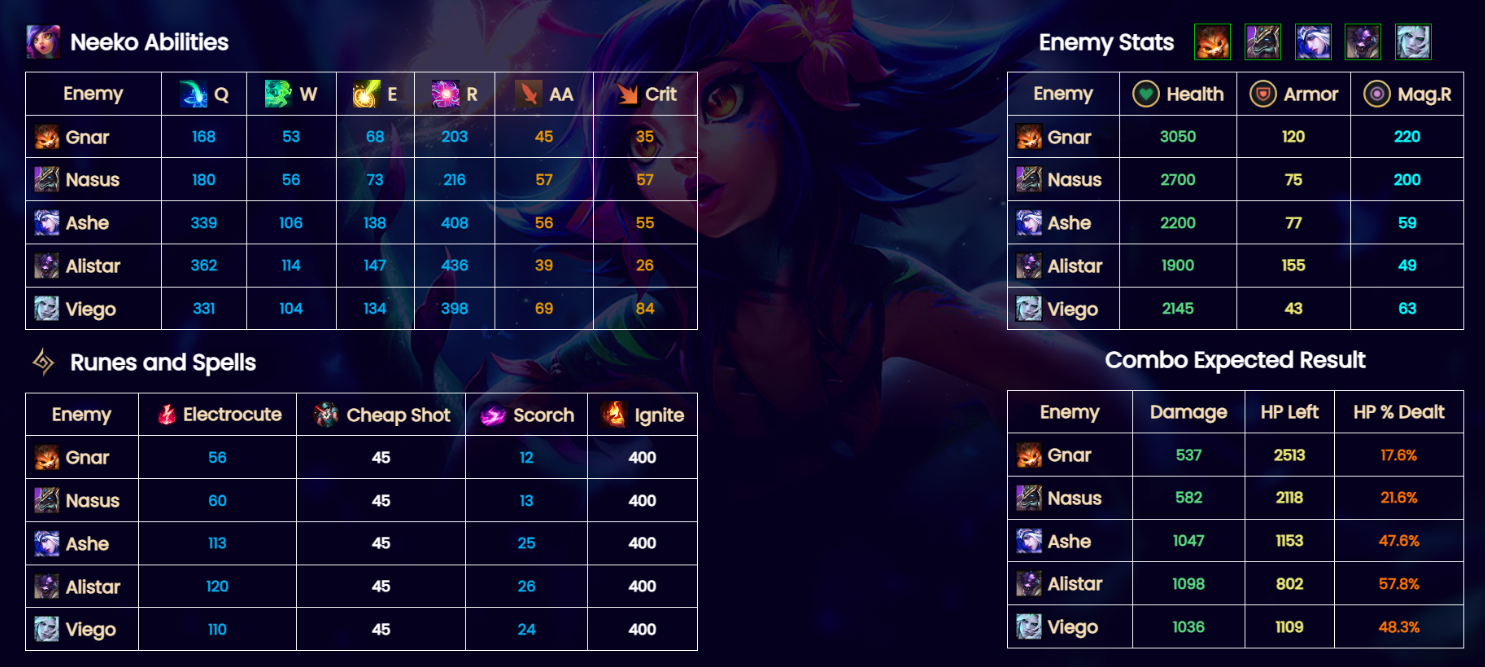 Neeko Abilities
Enemy Q W E R AA Crit
Gnar 168 53 68 203 45 35
Nasus 180 56 73 216 57 57
Ashe 339 106 138 408 56 55
Alistar 362 114 147 436 39 26
Viego 331 104 134 398 69 84
Enemy Stats
Enemy Health Armor Mag.R
Gnar 3050 120 220
Nasus 2700 75 200
Ashe 2200 77 59
Alistar 1900 155 49
Viego 2145 43 63
Runes and Spells
Enemy Electrocute Cheap Shot Scorch Ignite
Gnar 56 45 12 400
Nasus 60 45 13 400
Ashe 113 45 25 400
Alistar 120 45 26 400
Viego 110 45 24 400
Combo Expected Result
Enemy Damage HP Left HP % Dealt
Gnar 537 2513 17.6%
Nasus 582 2118 21.6%
Ashe 1047 1153 47.6%
Alistar 1098 802 57.8%
Viego 1036 1109 48.3%